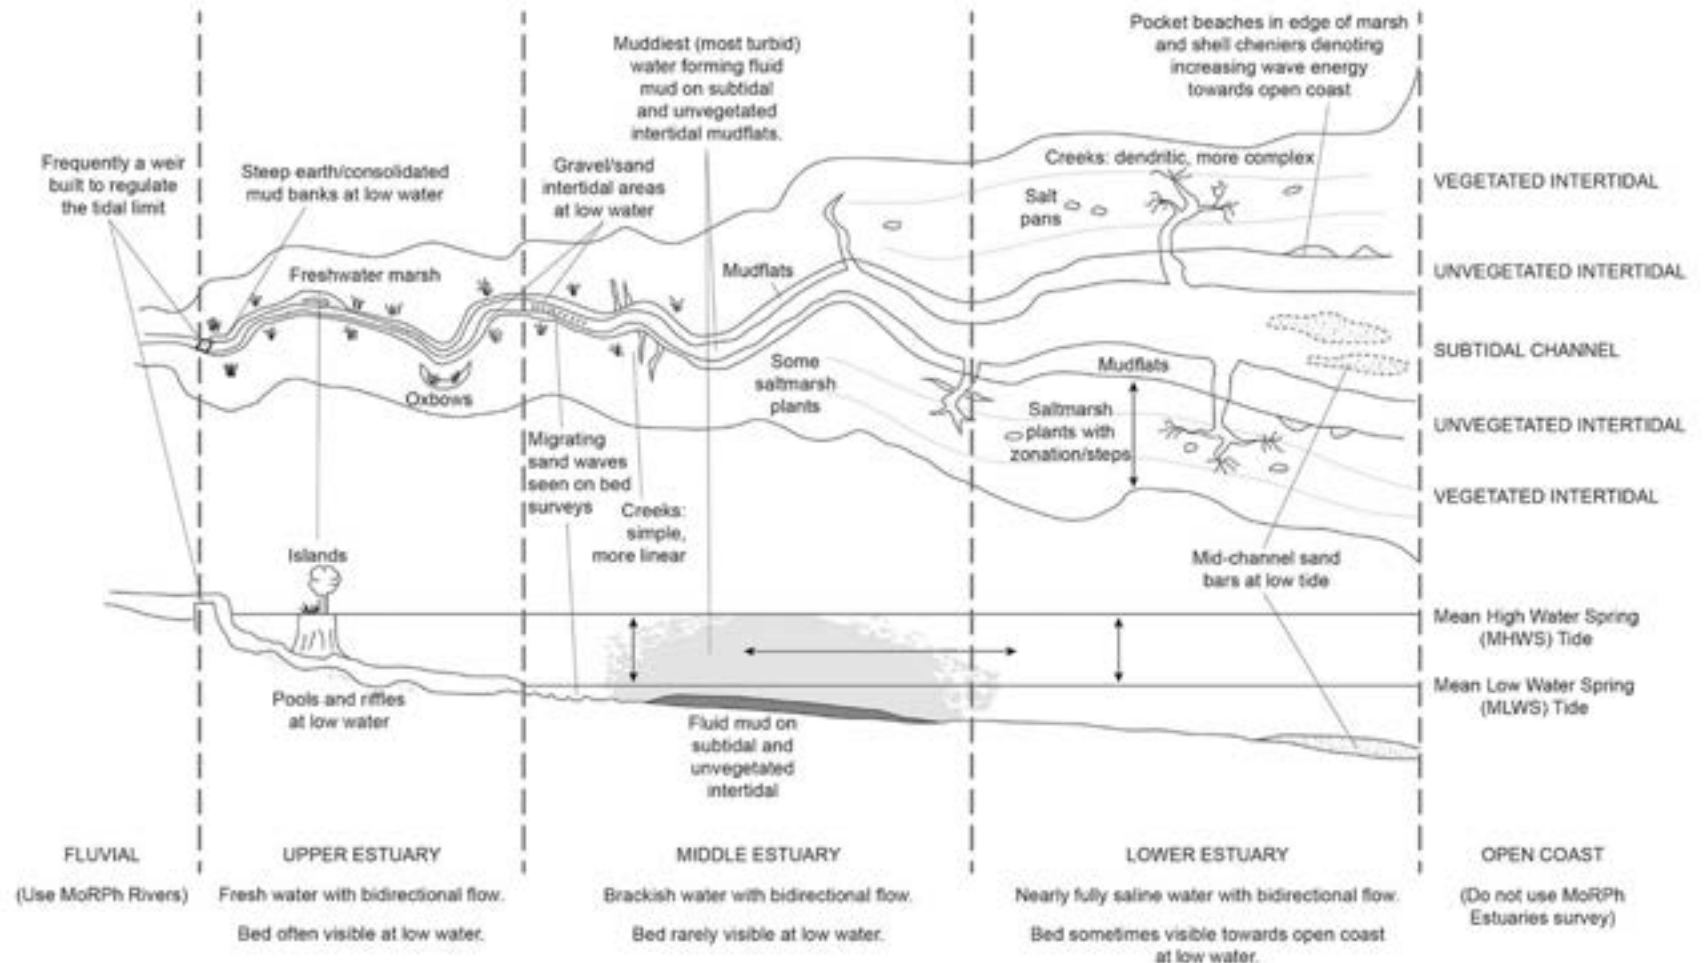 Pocket beaches in edge of marsh
and shell cheniers denoting
increasing wave energy
towards open coast
Muddiest (most turbid)
water forming fluid
mud on subtidal
and unvegetated
intertidal mudflats.
Frequently a weir
built to regulate
the tidal limit
Steep earth/consolidated
mud banks at low water
Gravel/sand
intertidal areas
at low water
Creeks: dendritic, more complex
Salt
pans
VEGETATED INTERTIDAL
Freshwater marsh
Mudflats
UNVEGETATED INTERTIDAL
SUBTIDAL CHANNEL
Some
saltmarsh
plants
Mudflats
Oxbows
Saltmarsh
plants with
zonation/steps
UNVEGETATED INTERTIDAL
Migrating
sand waves
seen on bed
surveys
Creeks:
simple,
more linear
VEGETATED INTERTIDAL
Islands
Mid-channel sand
bars at low tide
Mean High Water Spring
(MHWS) Tide
Mean Low Water Spring
(MLWS) Tide
Pools and riffles
at low water
Fluid mud on
subtidal and
unvegetated
intertidal
FLUVIAL
(Use MoRPh Rivers)
UPPER ESTUARY
Fresh water with bidirectional flow.
Bed often visible at low water.
MIDDLE ESTUARY
Brackish water with bidirectional flow.
Bed rarely visible at low water.
LOWER ESTUARY
Nearly fully saline water with bidirectional flow.
Bed sometimes visible towards open coast
at low water.
OPEN COAST
(Do not use MoRPh
Estuaries survey)